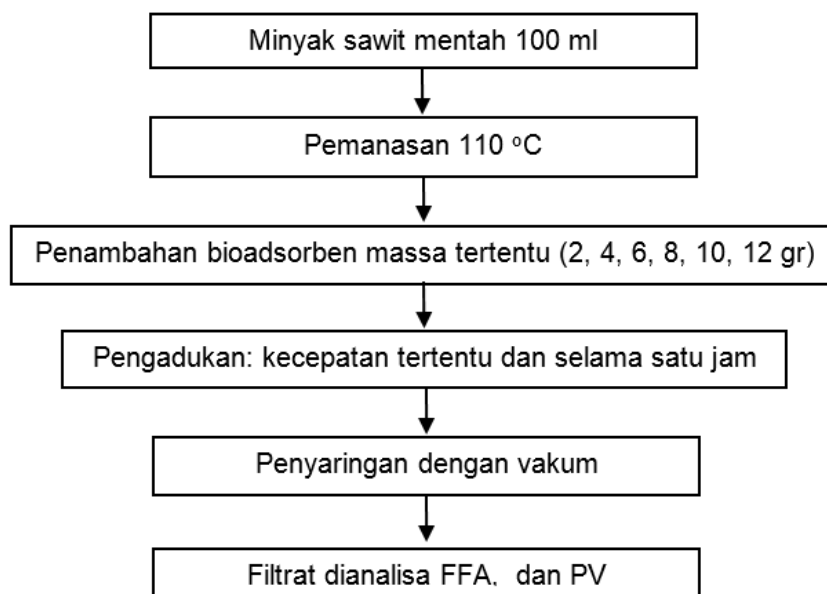 Minyak sawit mentah 100 ml
Pemanasan 110 °C
Penambahan bioadsorben massa tertentu (2, 4, 6, 8, 10, 12 gr)
Pengadukan: kecepatan tertentu dan selama satu jam
Penyaringan dengan vakum
Filtrat dianalisa FFA, dan PV